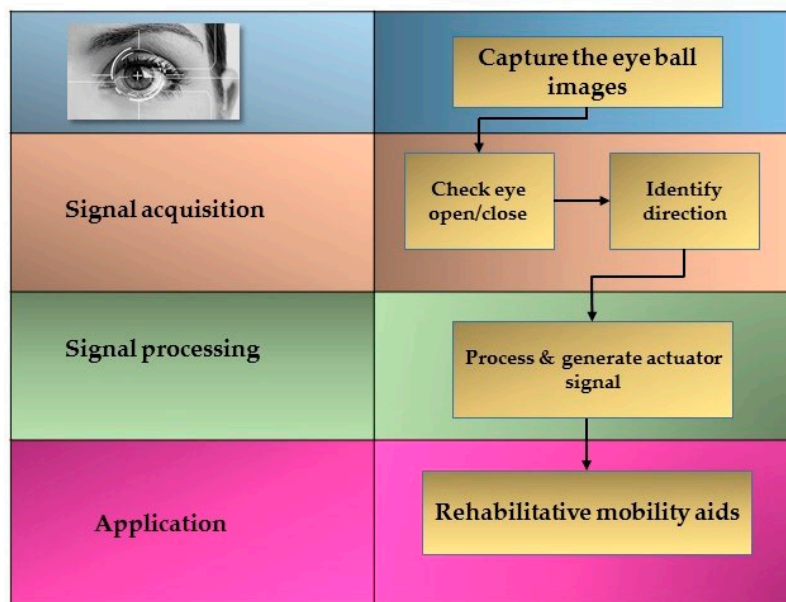 Capture the eye ball
images
Signal acquisition
Check eye
open/close
Identify
direction
Signal processing
Process & generate actuator
signal
Application
Rehabilitative mobility aids